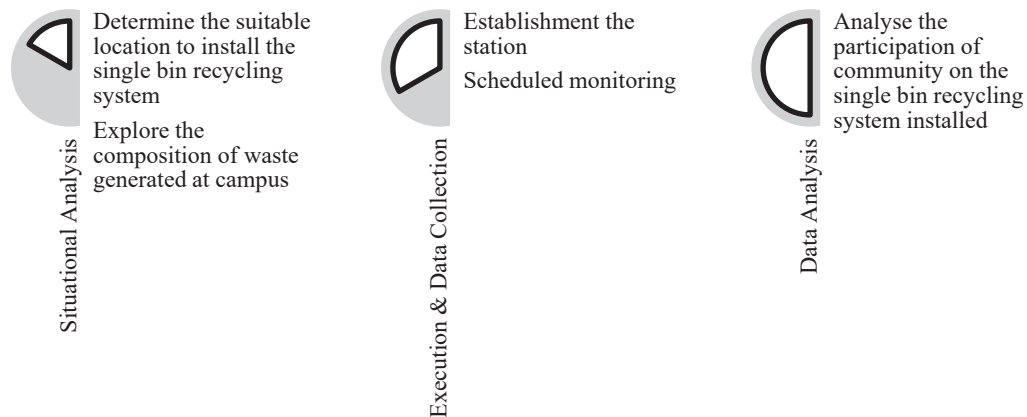 Determine the suitable
location to install the
single bin recycling
system
Explore the
composition of waste
generated at campus
Situational Analysis
Establishment the
station
Scheduled monitoring
Execution & Data Collection
Analyse the
participation of
community on the
single bin recycling
system installed
Data Analysis